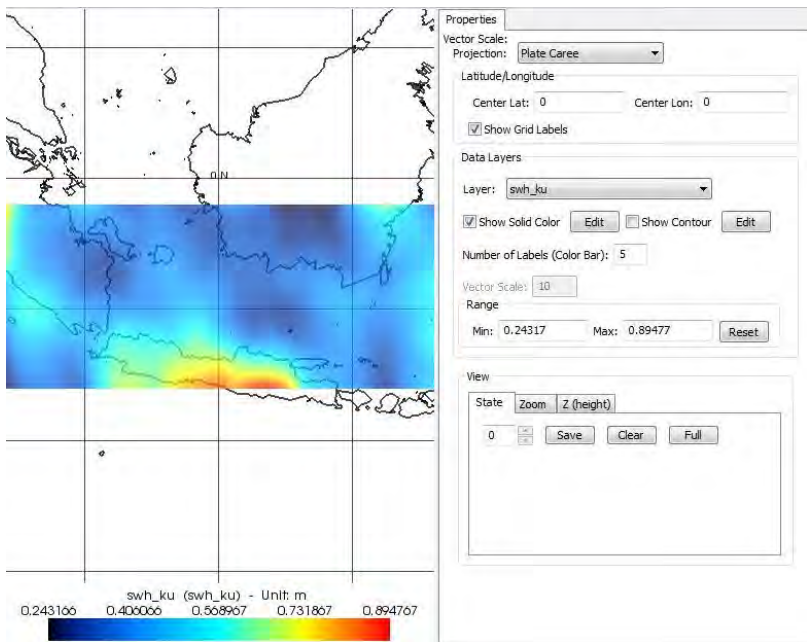 0 N
swh_ku (swh_ku) - Unit: m
0.243166 0.406066 0.568967 0.731867 0.894767
Properties
Vector Scale:
Projection: Plate Caree
Latitude/Longitude
Center Lat: 0 Center Lon: 0
Show Grid Labels
Data Layers
Layer: swh_ku
Show Solid Color Edit Show Contour Edit
Number of Labels (Color Bar): 5
Vector Scale: 10
Range
Min: 0.24317 Max: 0.89477 Reset
View
State Zoom Z (height)
0 Save Clear Full